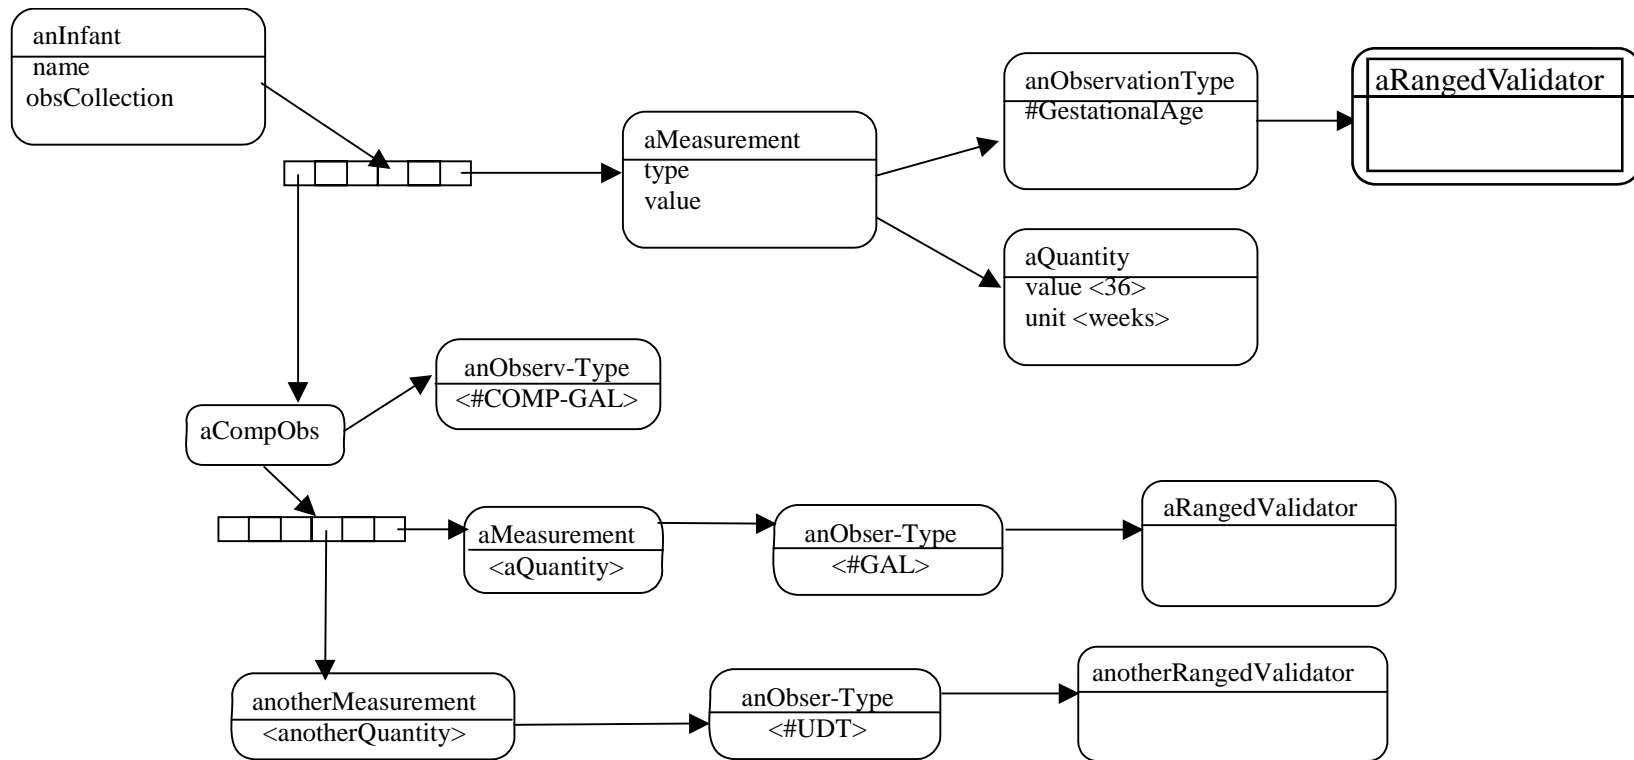 anInfant
name
obsCollection
aMeasurement
type
value
anObservationType
#GestationalAge
aRangedValidator
aQuantity
value <36>
unit <weeks>
anObserv-Type
<#COMP-GAL>
aCompObs
aMeasurement
<aQuantity>
anObser-Type
<#GAL>
aRangedValidator
anotherMeasurement
<anotherQuantity>
anObser-Type
<#UDT>
anotherRangedValidator